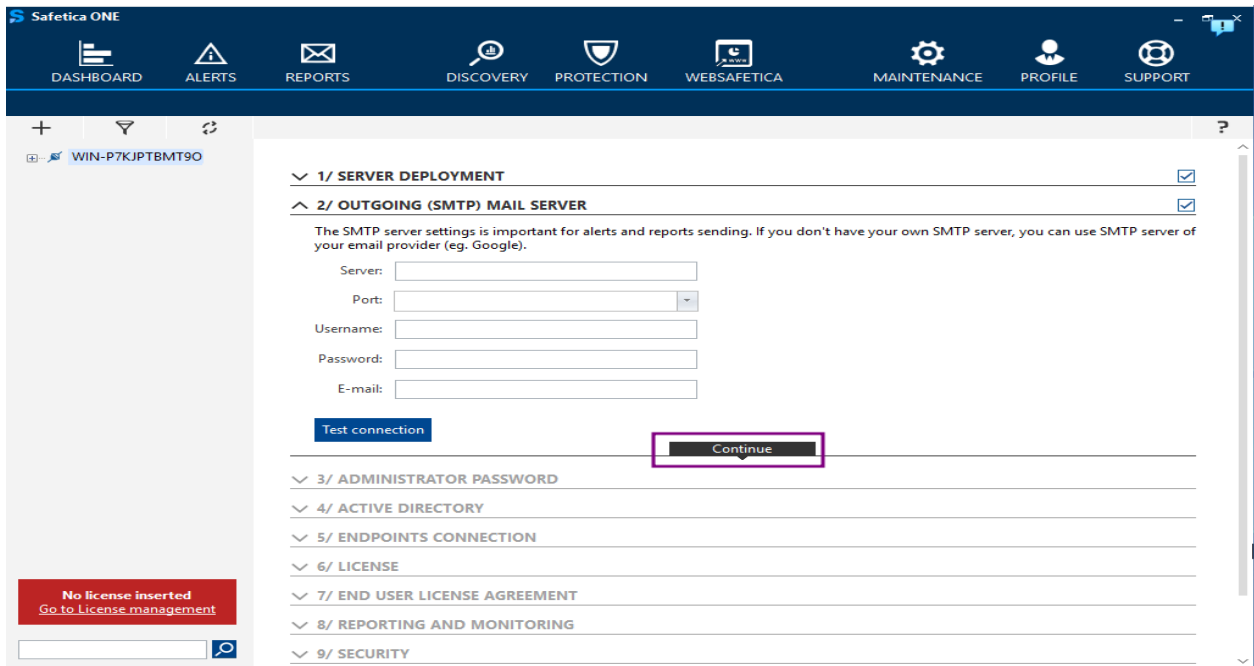 Safetica ONE
DASHBOARD ALERTS REPORTS DISCOVERY PROTECTION WEBSAFETICA MAINTENANCE PROFILE SUPPORT
WIN-P7KJPTBMT9O
1/ SERVER DEPLOYMENT
2/ OUTGOING (SMTP) MAIL SERVER
The SMTP server settings is important for alerts and reports sending. If you don't have your own SMTP server, you can use SMTP server of
your email provider (eg. Google).
Server:
Port:
Username:
Password:
E-mail:
Test connection
Continue
3/ ADMINISTRATOR PASSWORD
4/ ACTIVE DIRECTORY
5/ ENDPOINTS CONNECTION
6/ LICENSE
7/ END USER LICENSE AGREEMENT
8/ REPORTING AND MONITORING
9/ SECURITY
No license inserted
Go to License management